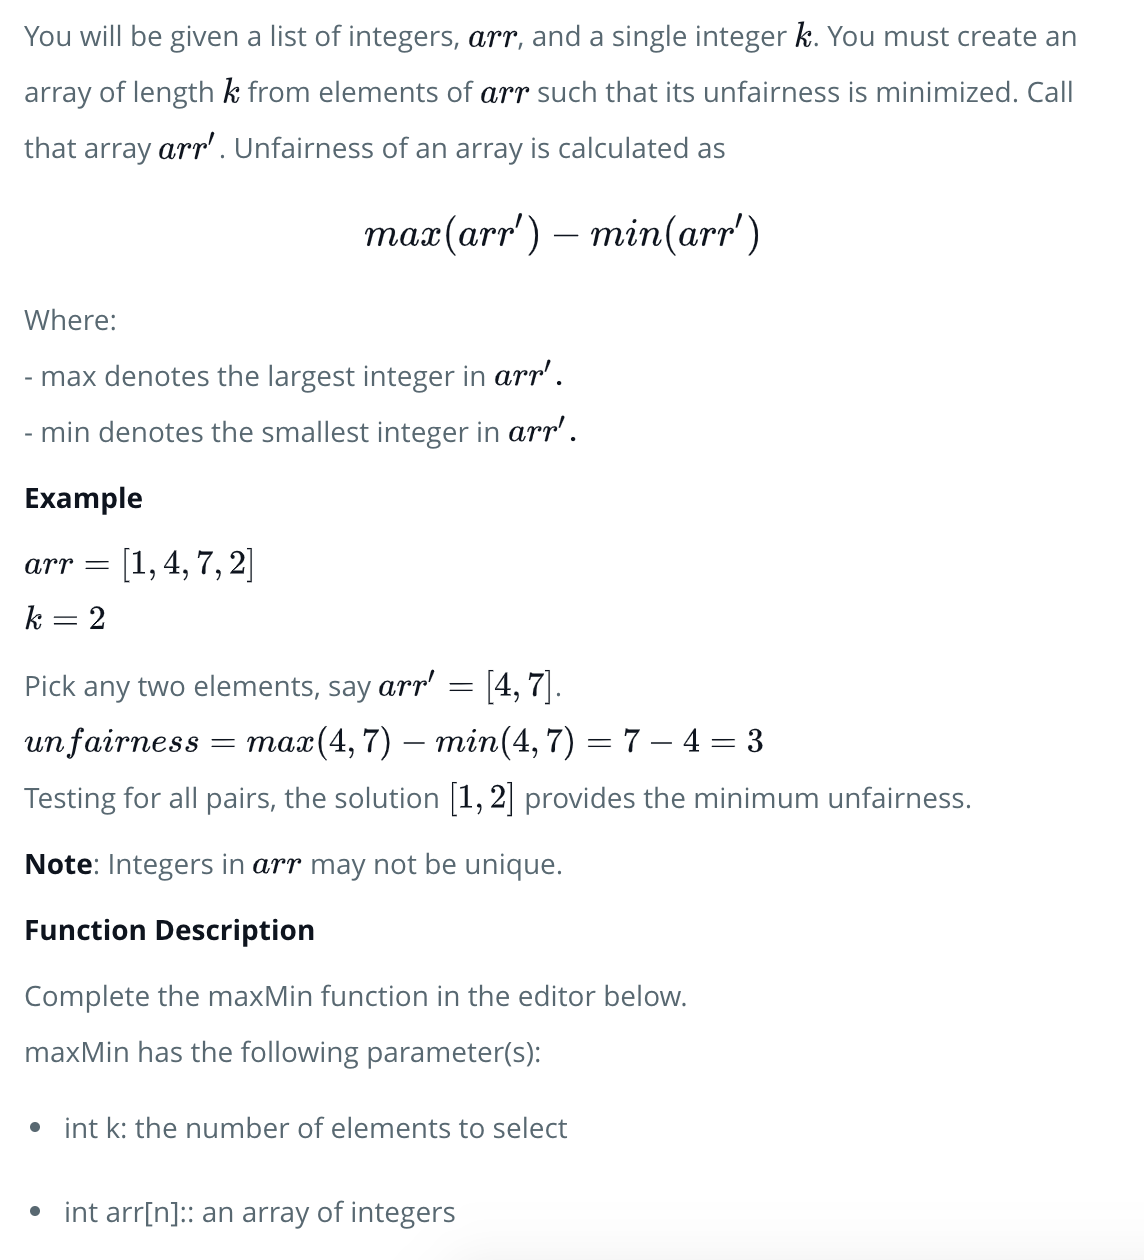 You will be given a list of integers, arr, and a single integer k. You must create an
array of length k from elements of arr such that its unfairness is minimized. Call
that array arr′. Unfairness of an array is calculated as
max(arr′) − min(arr′)
Where:
- max denotes the largest integer in arr′.
- min denotes the smallest integer in arr′.
Example
arr = [1, 4, 7, 2]
k = 2
Pick any two elements, say arr′ = [4, 7].
unfairness = max(4, 7) − min(4, 7) = 7 − 4 = 3
Testing for all pairs, the solution [1, 2] provides the minimum unfairness.
Note: Integers in arr may not be unique.
Function Description
Complete the maxMin function in the editor below.
maxMin has the following parameter(s):
• int k: the number of elements to select
• int arr[n]:: an array of integers